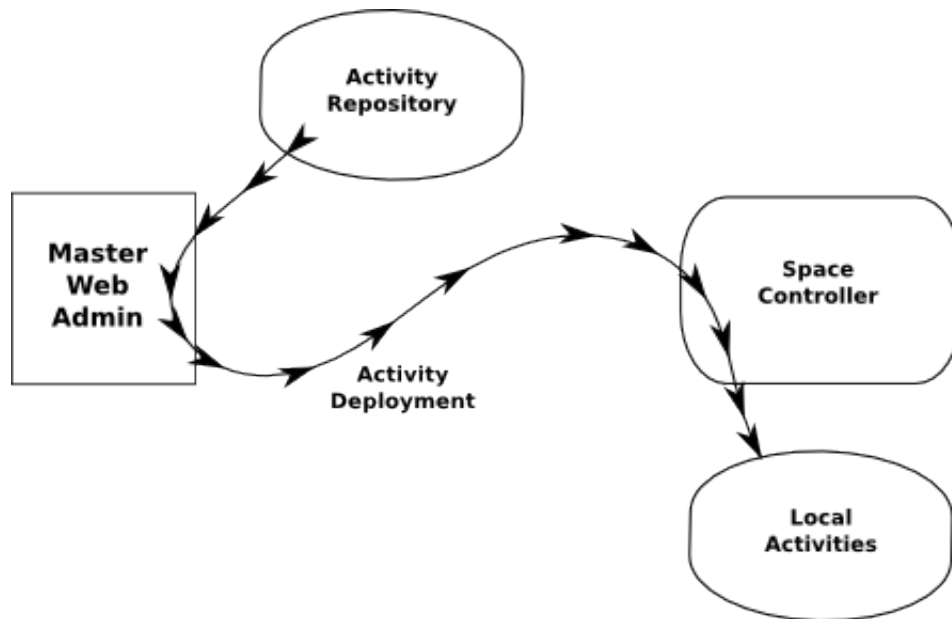 Activity
Repository
Master
Web
Admin
Space
Controller
Activity
Deployment
Local
Activities